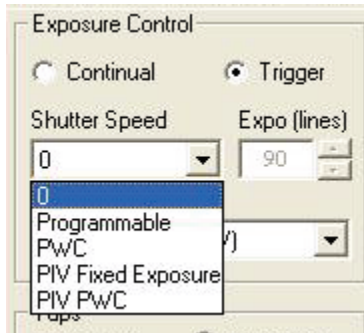 Exposure Control
Continual Trigger
Shutter Speed Expo (lines)
0 90
0
Programmable
PWC
PIV Fixed Exposure
PIV PWC